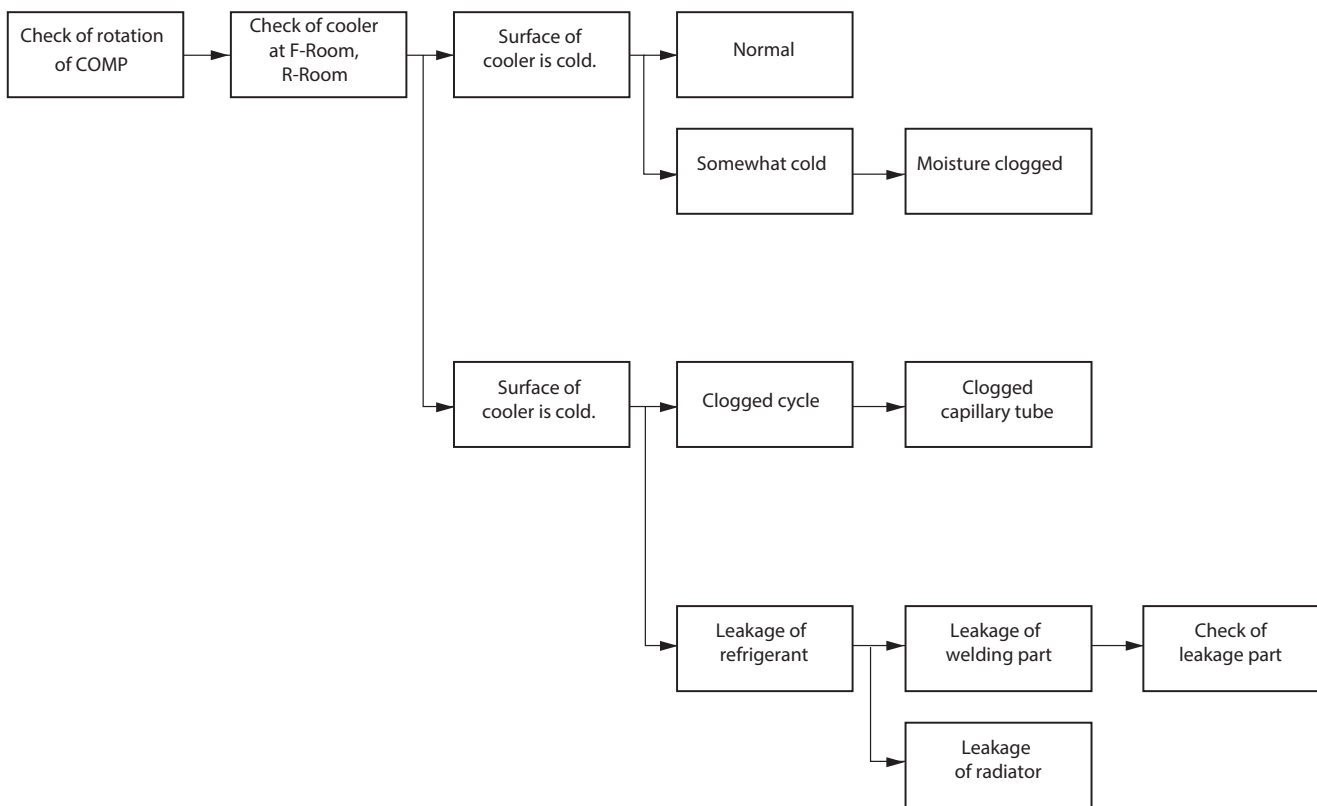 Check of rotation
of COMP
Check of cooler
at F-Room,
R-Room
Surface of
cooler is cold.
Normal
Somewhat cold
Moisture clogged
Surface of
cooler is cold.
Clogged cycle
Clogged
capillary tube
Leakage of
refrigerant
Leakage of
welding part
Check of
leakage part
Leakage
of radiator